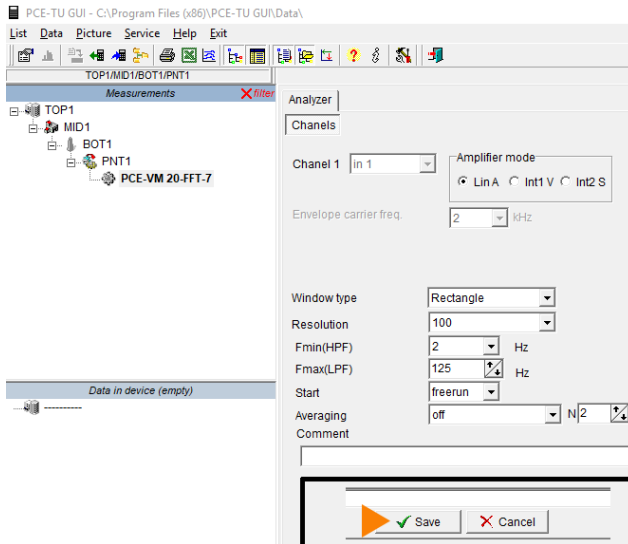 PCE-TU GUI - C:\Program Files (x86)\PCE-TU GUI\Data\
List Data Picture Service Help Exit
TOP1/MID1/BOT1/PNT1
Measurements
filter
TOP1
MID1
BOT1
PNT1
PCE-VM 20-FFT-7
Data in device (empty)
----------
Analyzer
Chanels
Chanel 1 in 1
Amplifier mode
Lin A Int1 V Int2 S
Envelope carrier freq. 2 kHz
Window type Rectangle
Resolution 100
Fmin(HPF) 2 Hz
Fmax(LPF) 125 Hz
Start freerun
Averaging off N 2
Comment
Save Cancel